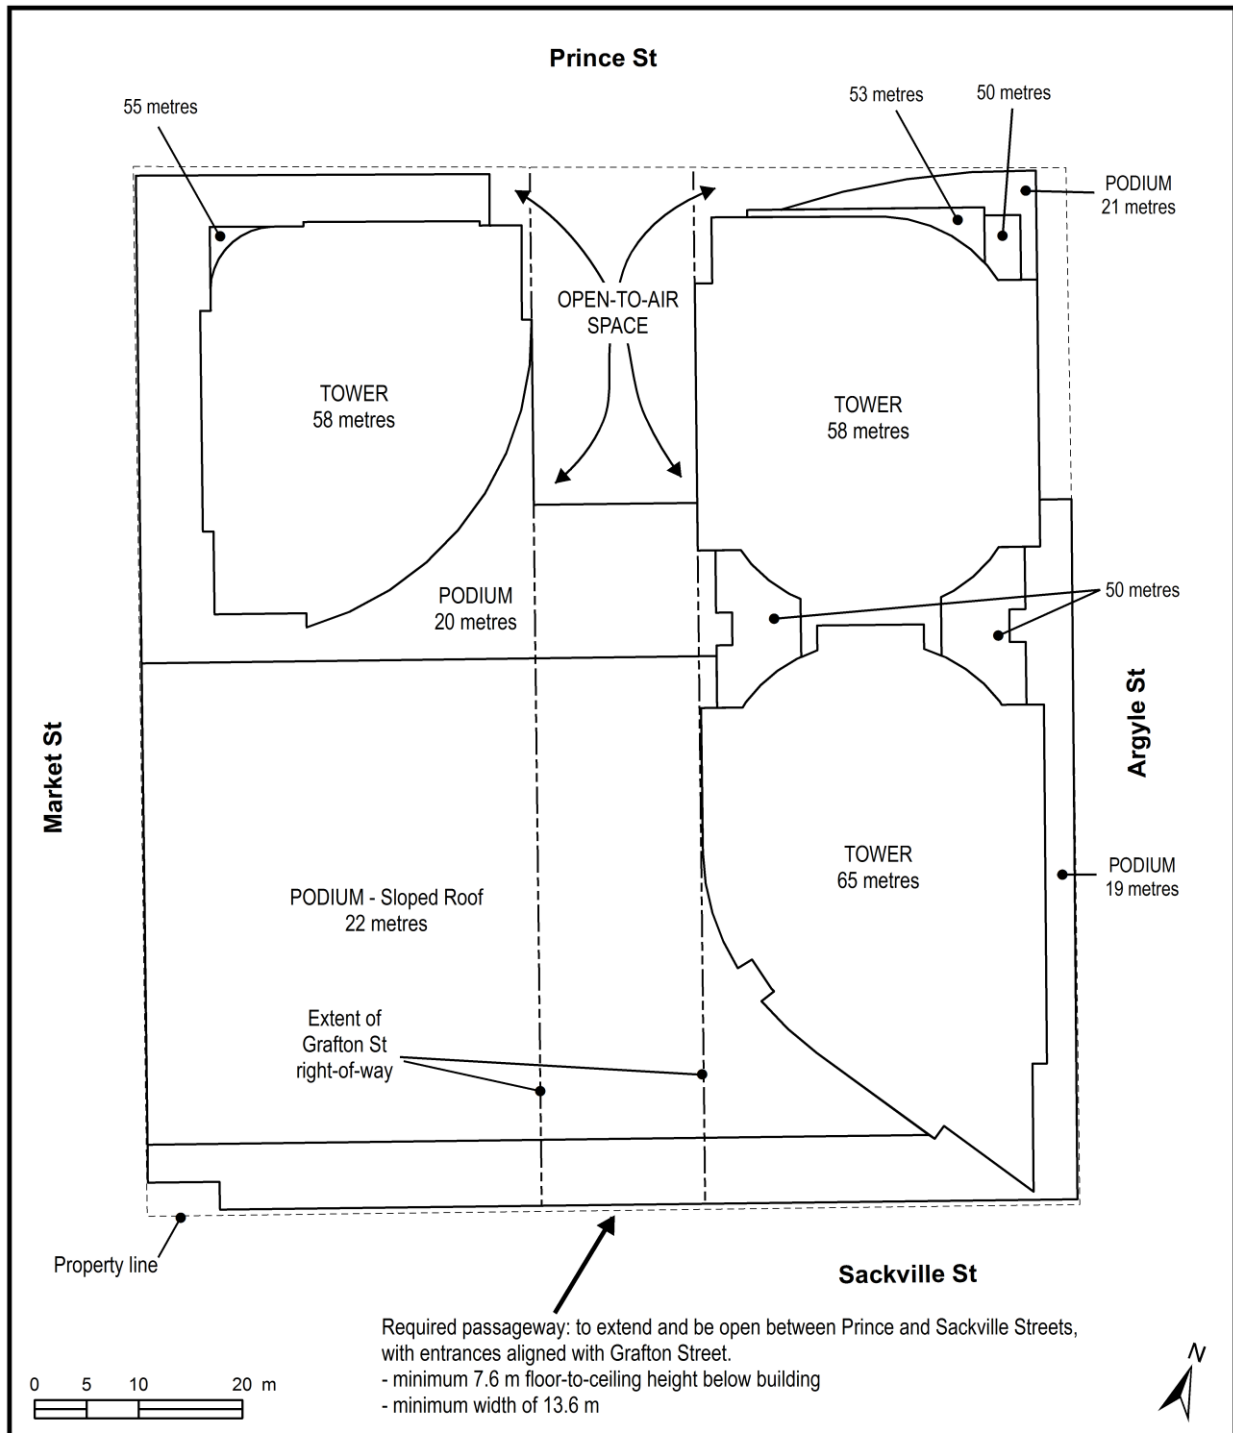 Prince St
55 metres
53 metres
50 metres
PODIUM
21 metres
OPEN-TO-AIR
SPACE
TOWER
58 metres
TOWER
58 metres
PODIUM
20 metres
50 metres
Market St
Argyle St
TOWER
65 metres
PODIUM
19 metres
PODIUM - Sloped Roof
22 metres
Extent of
Grafton St
right-of-way
Property line
Sackville St
Required passageway: to extend and be open between Prince and Sackville Streets,
with entrances aligned with Grafton Street.
- minimum 7.6 m floor-to-ceiling height below building
- minimum width of 13.6 m
0 5 10 20 m
N